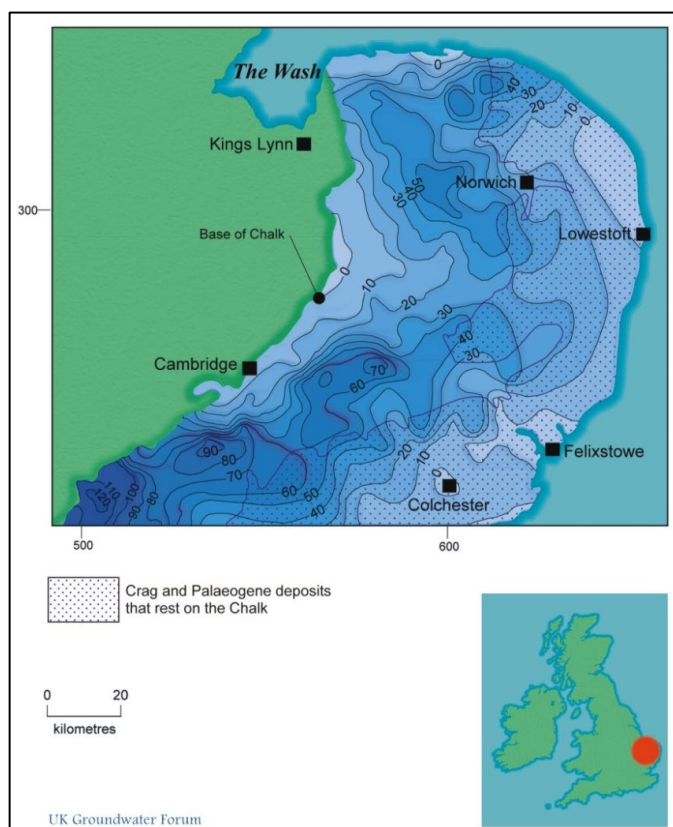 The Wash
0
40
30
20
10
0
Kings Lynn
50
40
30
Norwich
300
Lowestoft
Base of Chalk
0
10
20
30
Cambridge
40
30
70
60
90
80
70
60
50
40
20
10
0
Felixstowe
Colchester
110
120
100
90
80
500
600
Crag and Palaeogene deposits
that rest on the Chalk
0 20
kilometres
UK Groundwater Forum